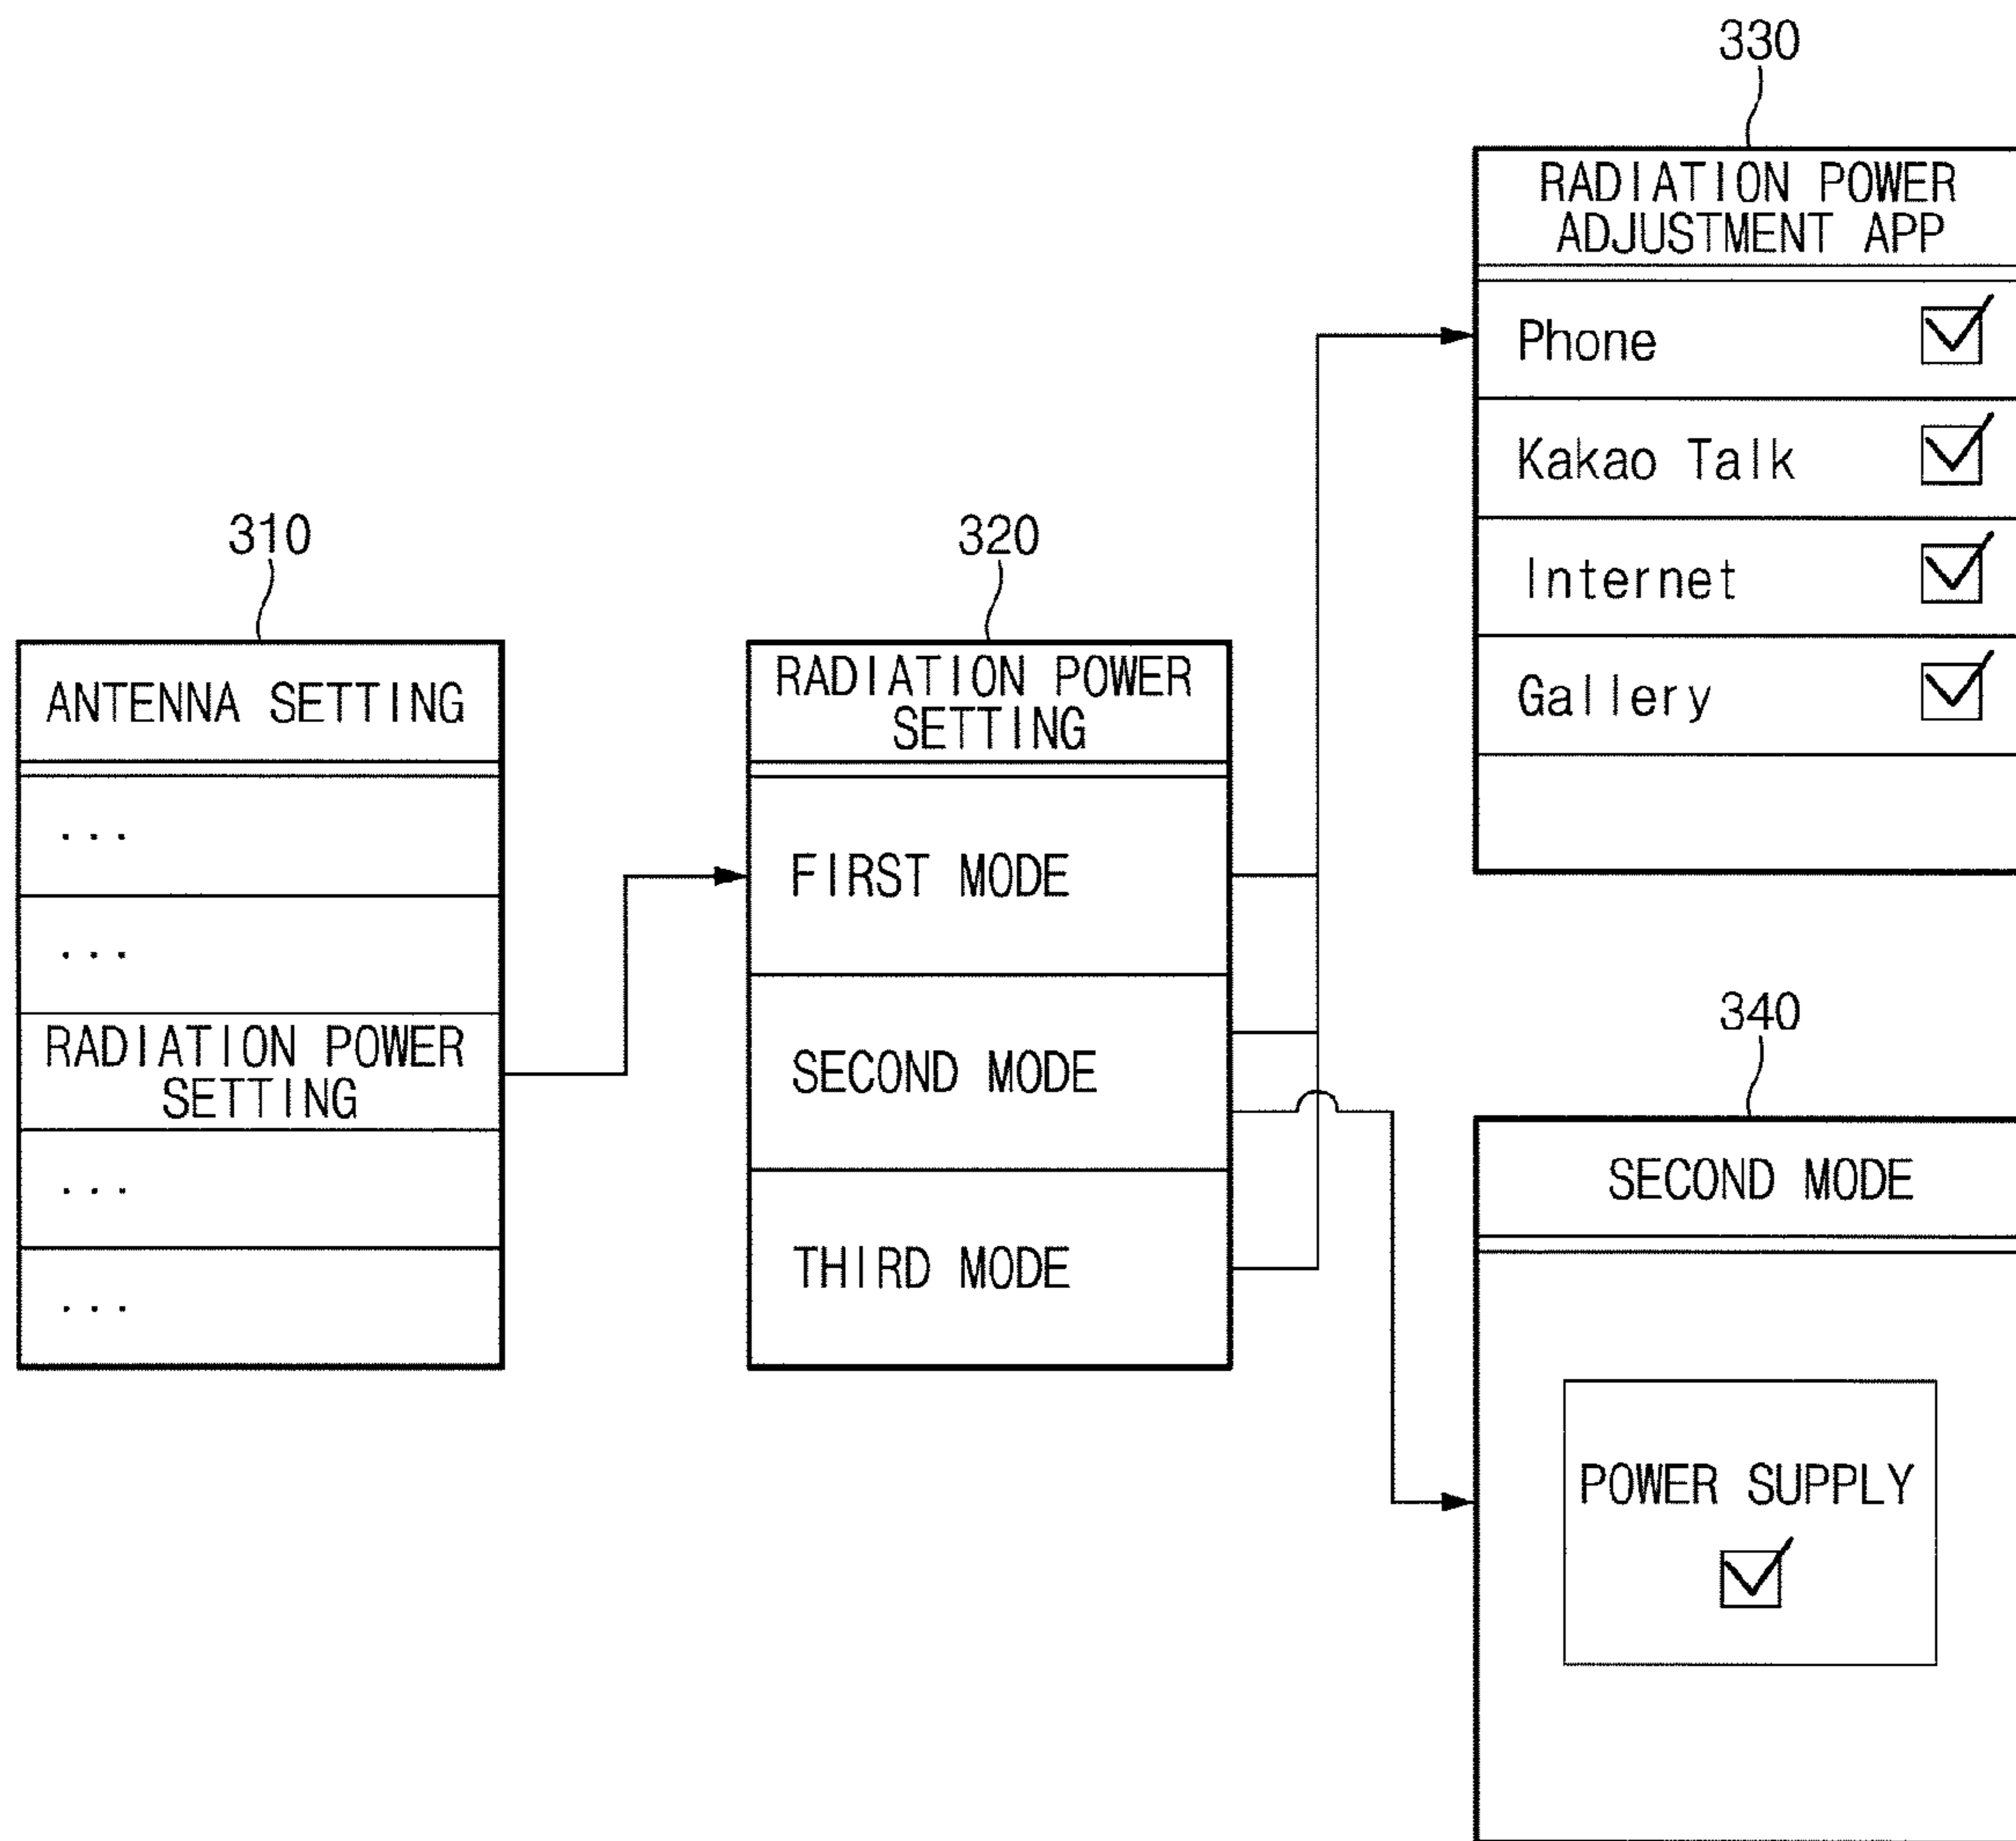 310
ANTENNA SETTING
...
...
RADIATION POWER
SETTING
...
...
320
RADIATION POWER
SETTING
FIRST MODE
SECOND MODE
THIRD MODE
330
RADIATION POWER
ADJUSTMENT APP
Phone
Kakao Talk
Internet
Gallery
340
SECOND MODE
POWER SUPPLY